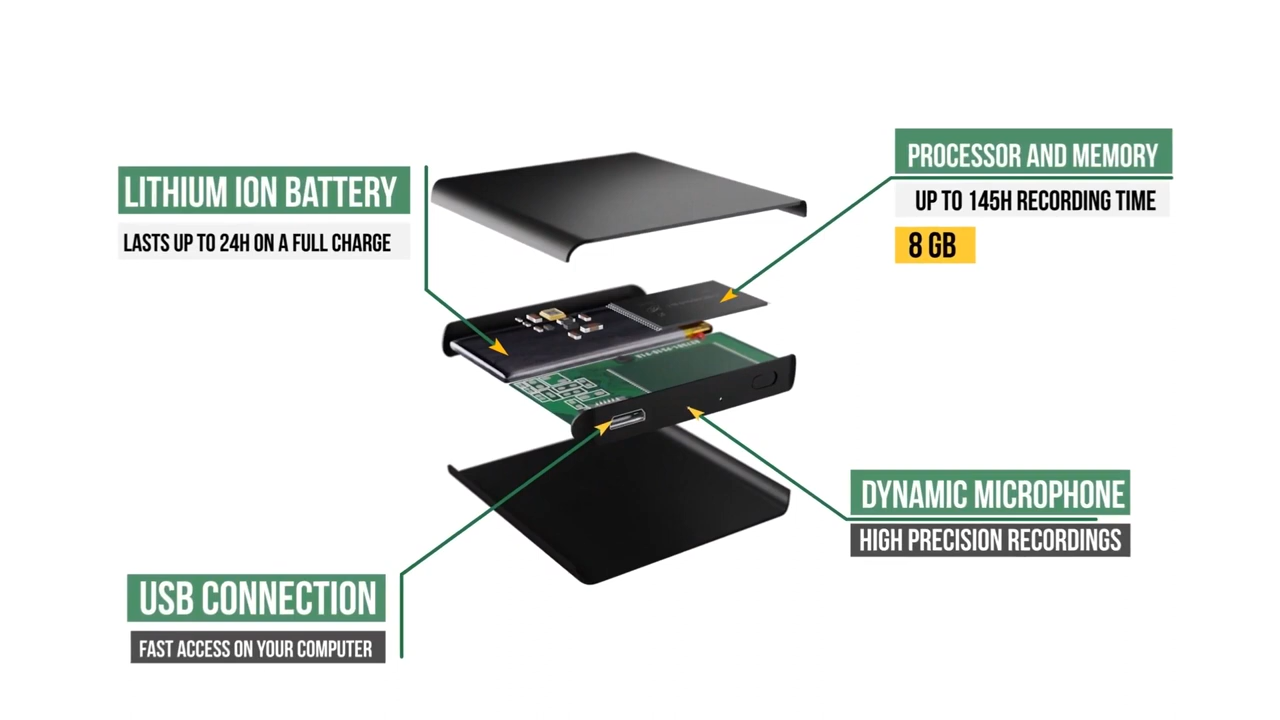 LITHIUM ION BATTERY
LASTS UP TO 24H ON A FULL CHARGE
PROCESSOR AND MEMORY
UP TO 145H RECORDING TIME
8 GB
DYNAMIC MICROPHONE
HIGH PRECISION RECORDINGS
USB CONNECTION
FAST ACCESS ON YOUR COMPUTER